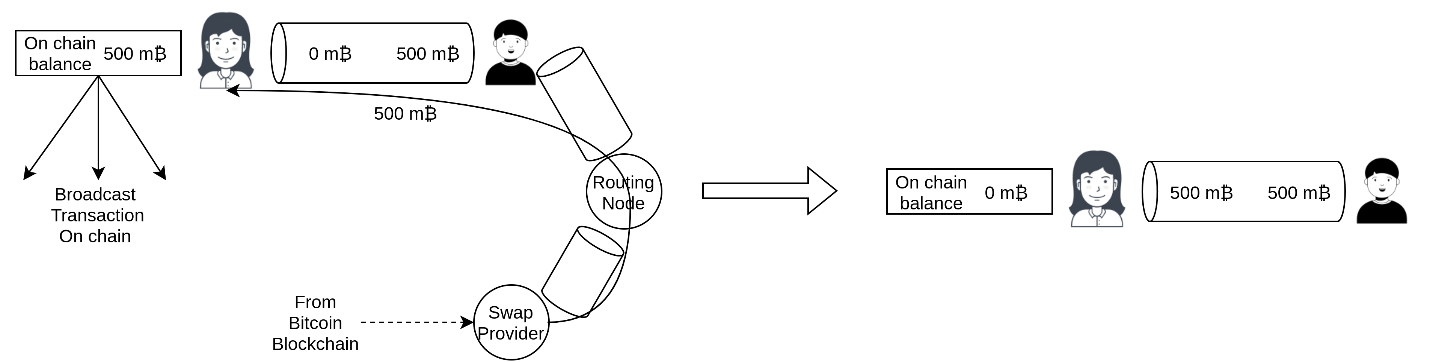 On chain
balance
500 m₿
0 m₿
500 m₿
500 m₿
Broadcast
Transaction
On chain
Routing
Node
From
Bitcoin
Blockchain
Swap
Provider
On chain
balance
0 m₿
500 m₿
500 m₿